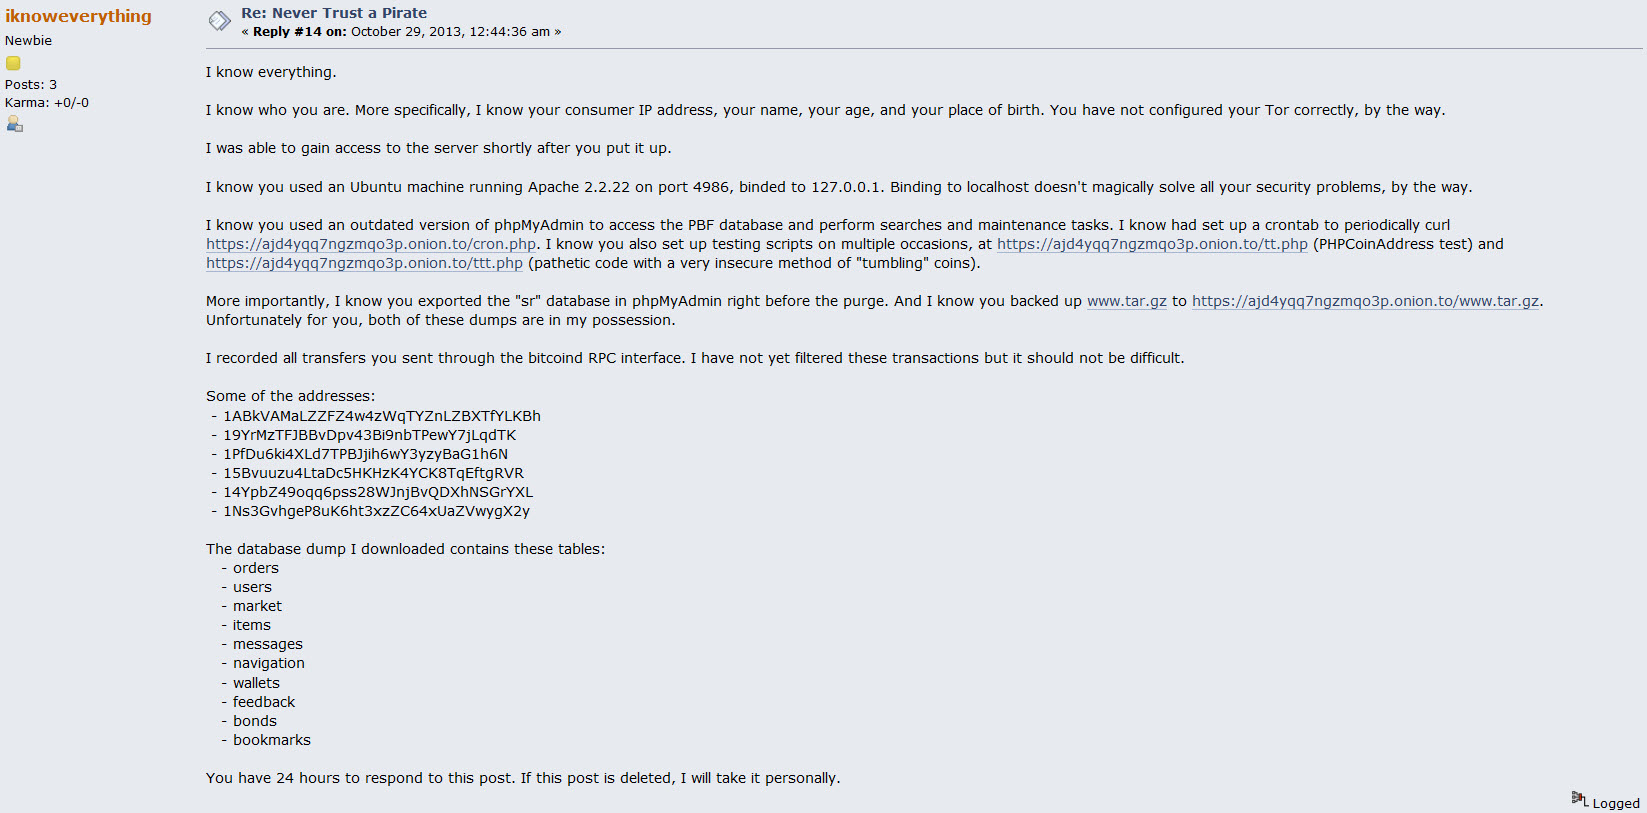 iknoweverything
Newbie
Posts: 3
Karma: +0/-0
Re: Never Trust a Pirate
« Reply #14 on: October 29, 2013, 12:44:36 am »
I know everything.
I know who you are. More specifically, I know your consumer IP address, your name, your age, and your place of birth. You have not configured your Tor correctly, by the way.
I was able to gain access to the server shortly after you put it up.
I know you used an Ubuntu machine running Apache 2.2.22 on port 4986, binded to 127.0.0.1. Binding to localhost doesn't magically solve all your security problems, by the way.
I know you used an outdated version of phpMyAdmin to access the PBF database and perform searches and maintenance tasks. I know had set up a crontab to periodically curl
https://ajd4yqq7ngzmqo3p.onion.to/cron.php. I know you also set up testing scripts on multiple occasions, at https://ajd4yqq7ngzmqo3p.onion.to/tt.php (PHPCoinAddress test) and
https://ajd4yqq7ngzmqo3p.onion.to/ttt.php (pathetic code with a very insecure method of "tumbling" coins).
More importantly, I know you exported the "sr" database in phpMyAdmin right before the purge. And I know you backed up www.tar.gz to https://ajd4yqq7ngzmqo3p.onion.to/www.tar.gz.
Unfortunately for you, both of these dumps are in my possession.
I recorded all transfers you sent through the bitcoind RPC interface. I have not yet filtered these transactions but it should not be difficult.
Some of the addresses:
- 1ABkVAMaLZZFZ4w4zWqTYZnLZBXTfYLKBh
- 19YrMzTFJBBvDpv43Bi9nbTPewY7jLqdTK
- 1PfDu6ki4XLd7TPBJjih6wY3yzyBaG1h6N
- 15Bvuuzu4LtaDc5HKHzK4YCK8TqEftgRVR
- 14YpbZ49oqq6pss28WJnjBvQDXhNSGrYXL
- 1Ns3GvhgeP8uK6ht3xzZC64xUaZVwygX2y
The database dump I downloaded contains these tables:
- orders
- users
- market
- items
- messages
- navigation
- wallets
- feedback
- bonds
- bookmarks
You have 24 hours to respond to this post. If this post is deleted, I will take it personally.
Logged